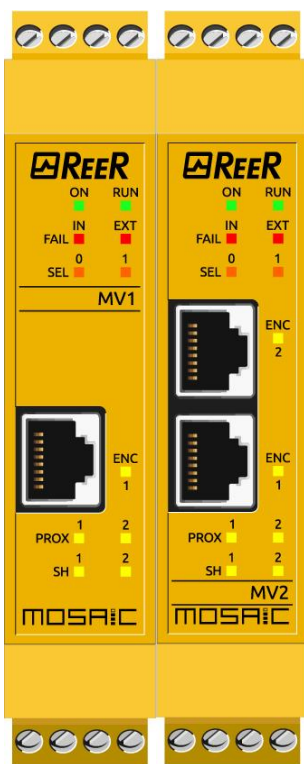 REER
ON RUN
IN EXT
FAIL
0 1
SEL
MV1
ENC
1
1 2
PROX
1 2
SH
MOSAIC
REER
ON RUN
IN EXT
FAIL
0 1
SEL
ENC
2
ENC
1
1 2
PROX
1 2
SH
MV2
MOSAIC